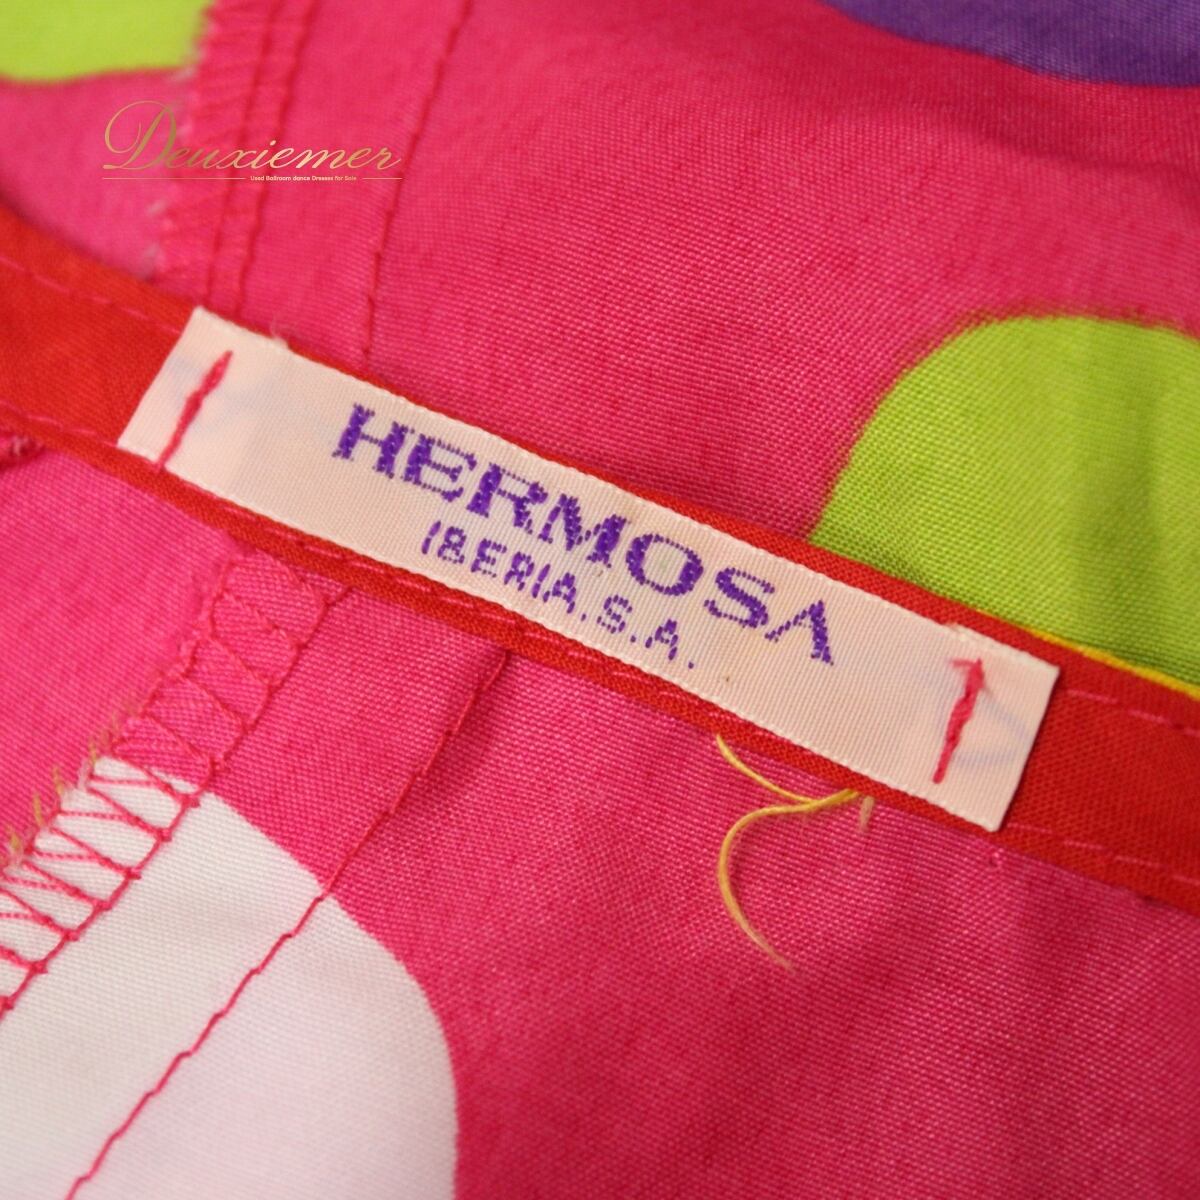 Deuxiemer
Used Ballroom dance Dresses for Sale
HERMOSA
IBERIA.S.A.